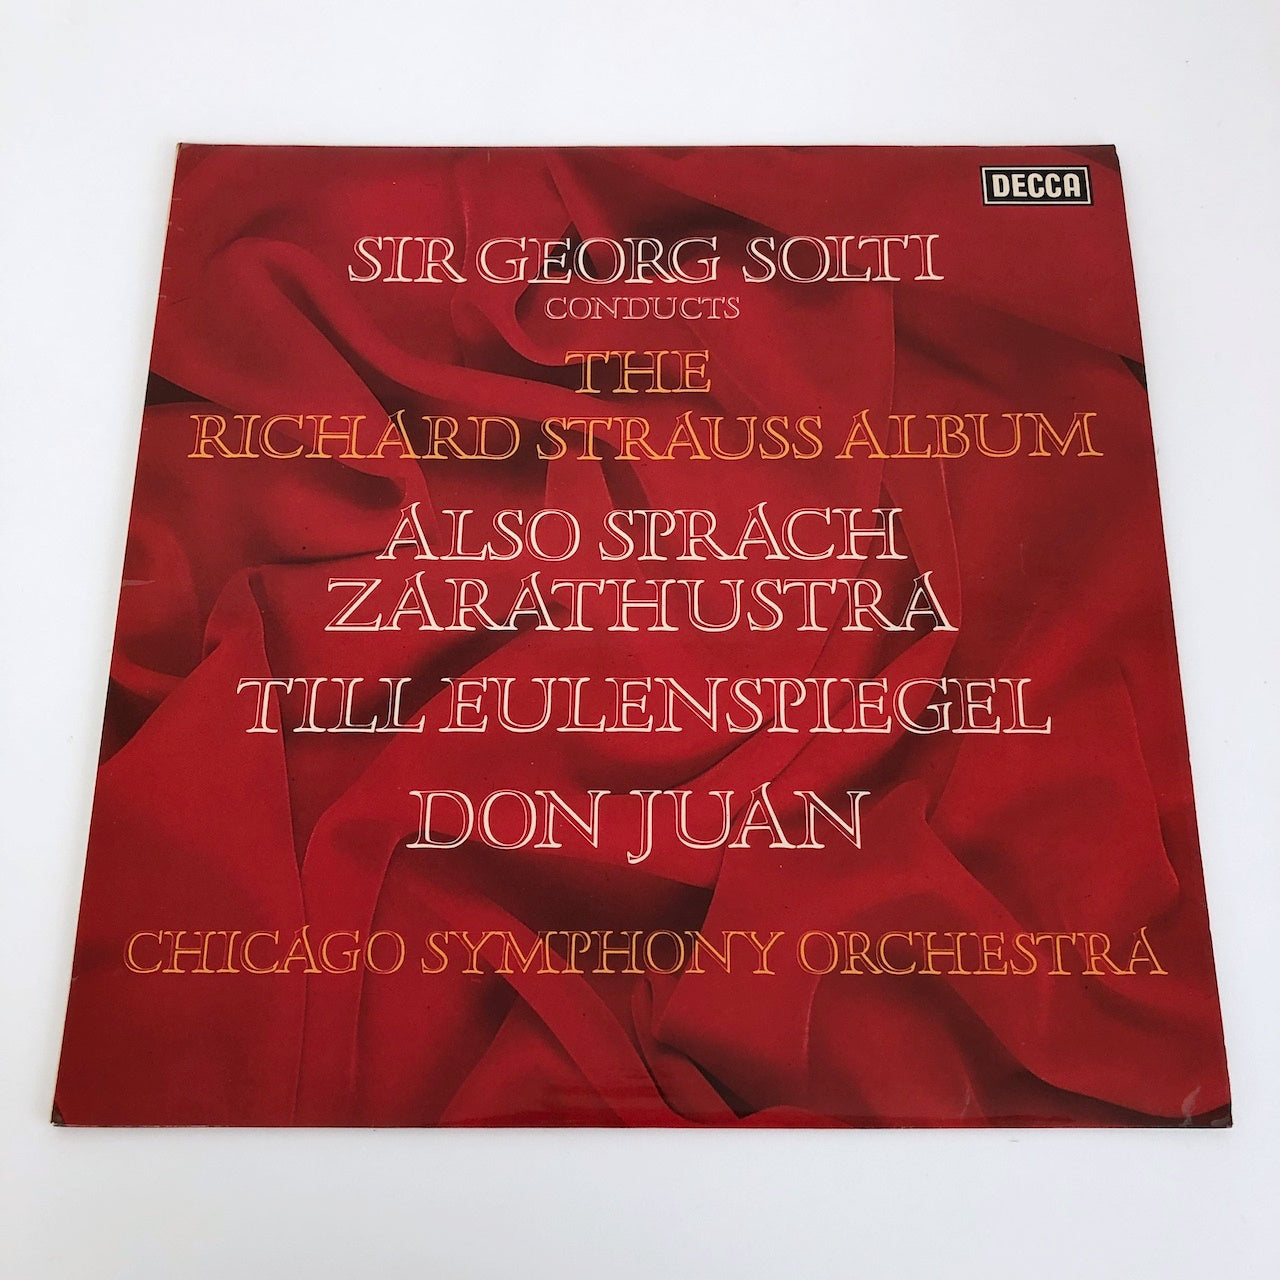 DECCA
SIR GEORG SOLTI
CONDUCTS
THE
RICHARD STRAUSS ALBUM
ALSO SPRACH
ZARATHUSTRA
TILL EULENSPIEGEL
DON JUAN
CHICAGO SYMPHONY ORCHESTRA